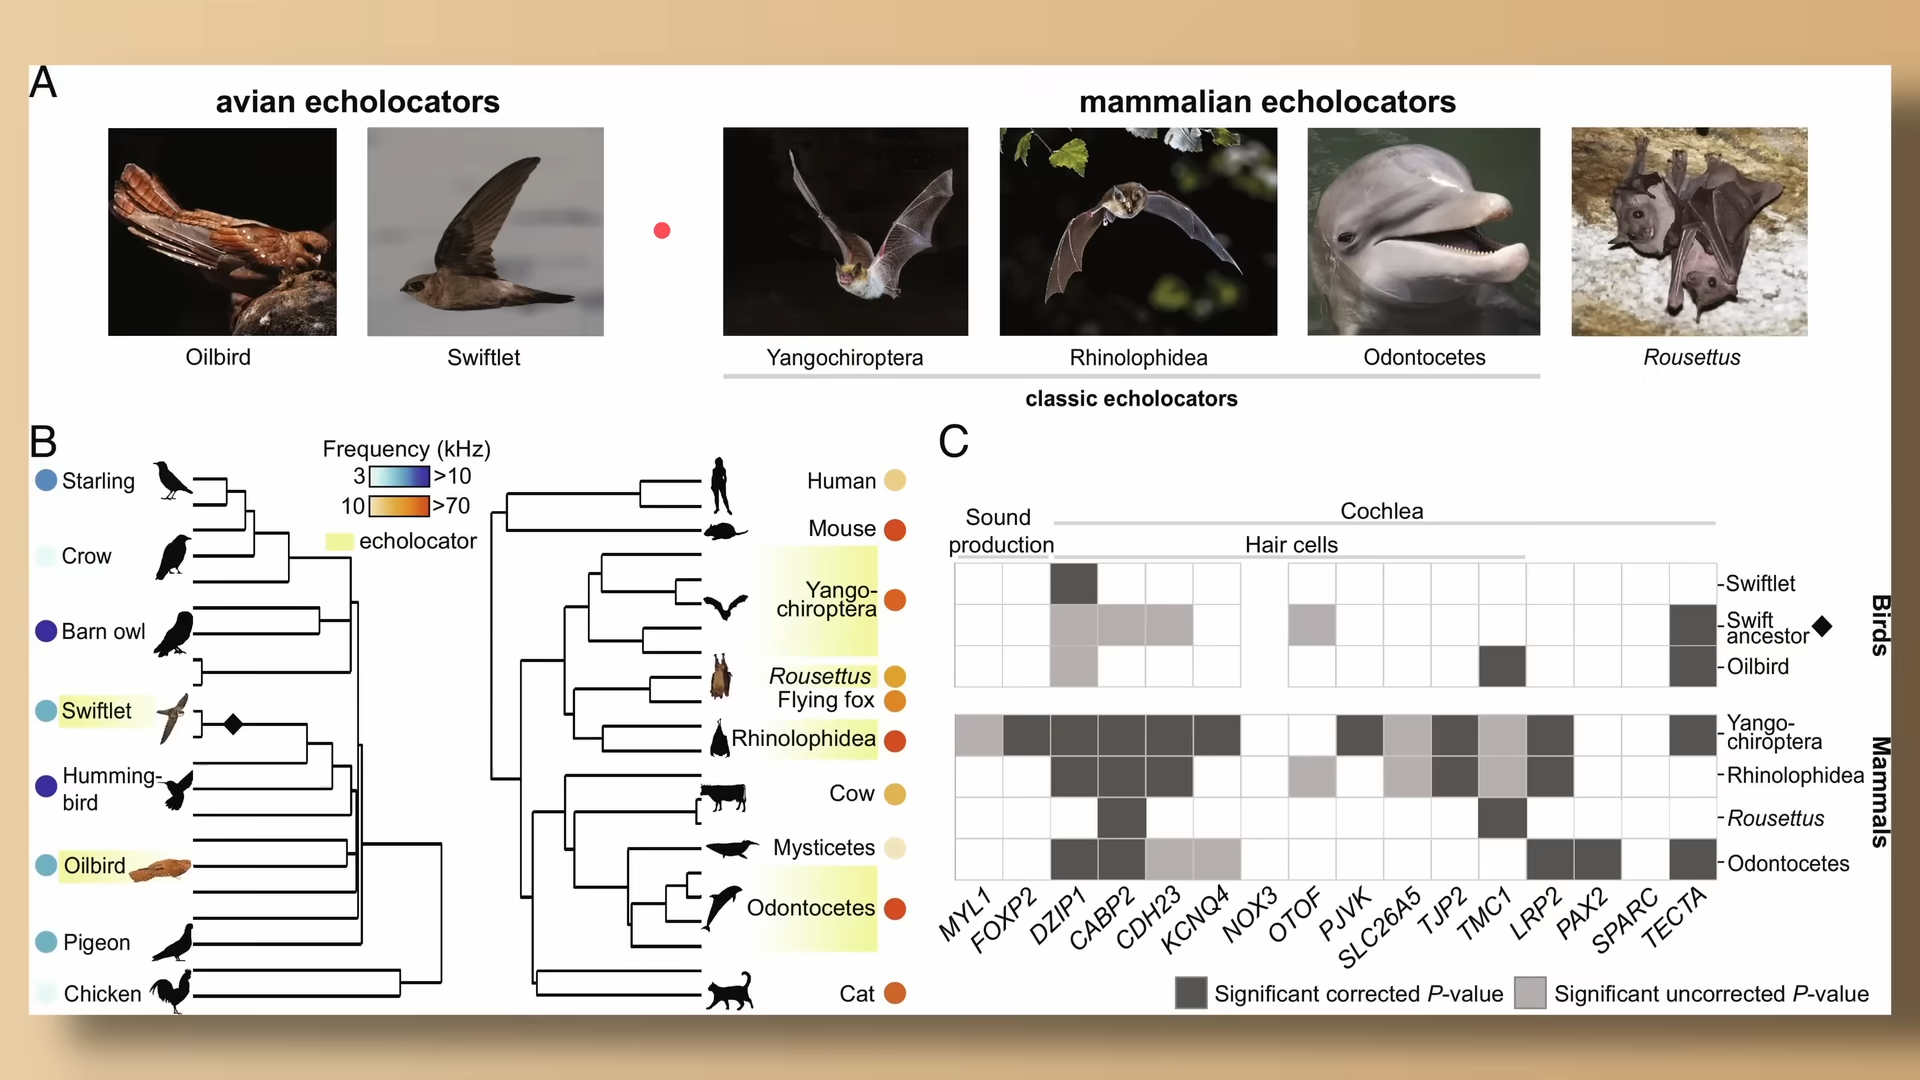 A
avian echolocators
mammalian echolocators
Oilbird
Swiftlet
Yangochiroptera
Rhinolophidea
Odontocetes
Rousettus
classic echolocators
B
Frequency (kHz)
3 >10
10 >70
echolocator
Starling
Crow
Barn owl
Swiftlet
Humming-
bird
Oilbird
Pigeon
Chicken
Human
Mouse
Yango-
chiroptera
Rousettus
Flying fox
Rhinolophidea
Cow
Mysticetes
Odontocetes
Cat
C
Sound
production
Cochlea
Hair cells
Swiftlet
Swift
ancestor
Oilbird
Birds
Yango-
chiroptera
Rhinolophidea
Rousettus
Odontocetes
Mammals
MYL1
FOXP2
DZIP1
CABP2
CDH23
KCNQ4
NOX3
OTOF
PJVK
SLC26A5
TJP2
TMC1
LRP2
PAX2
SPARC
TECTA
Significant corrected P-value
Significant uncorrected P-value